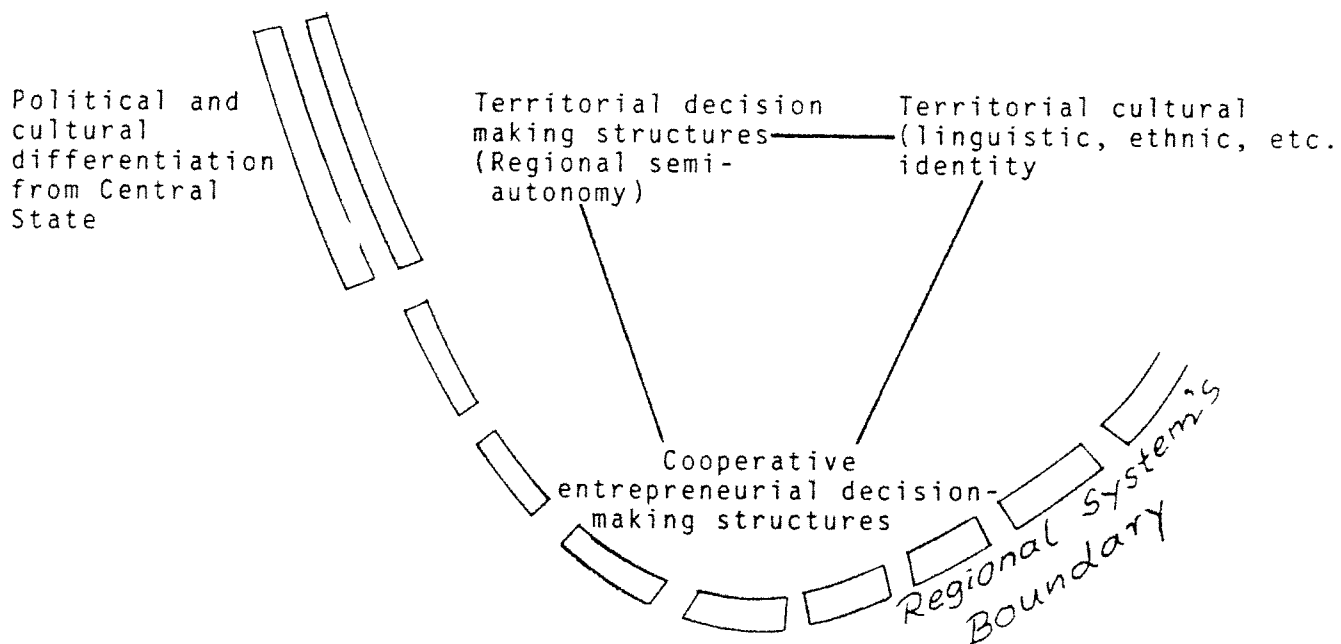 Political and
cultural
differentiation
from Central
State
Territorial decision
making structures
(Regional semi-
autonomy)
Territorial cultural
(linguistic, ethnic, etc.
identity
Cooperative
entrepreneurial decision-
making structures
Regional System's
Boundary